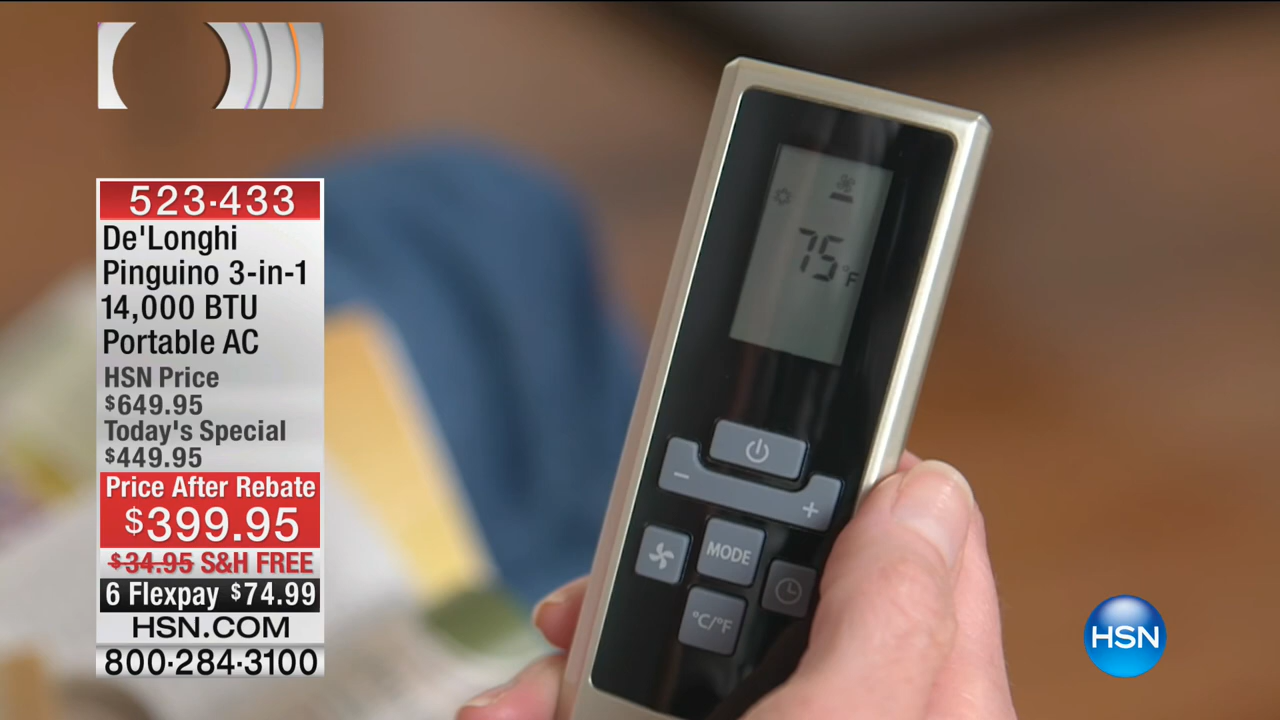 523-433
De'Longhi
Pinguino 3-in-1
14,000 BTU
Portable AC
HSN Price
$649.95
Today's Special
$449.95
Price After Rebate
$399.95
$34.95 S&H FREE
6 Flexpay $74.99
HSN.COM
800-284-3100
75°F
−
+
MODE
°C/°F
HSN